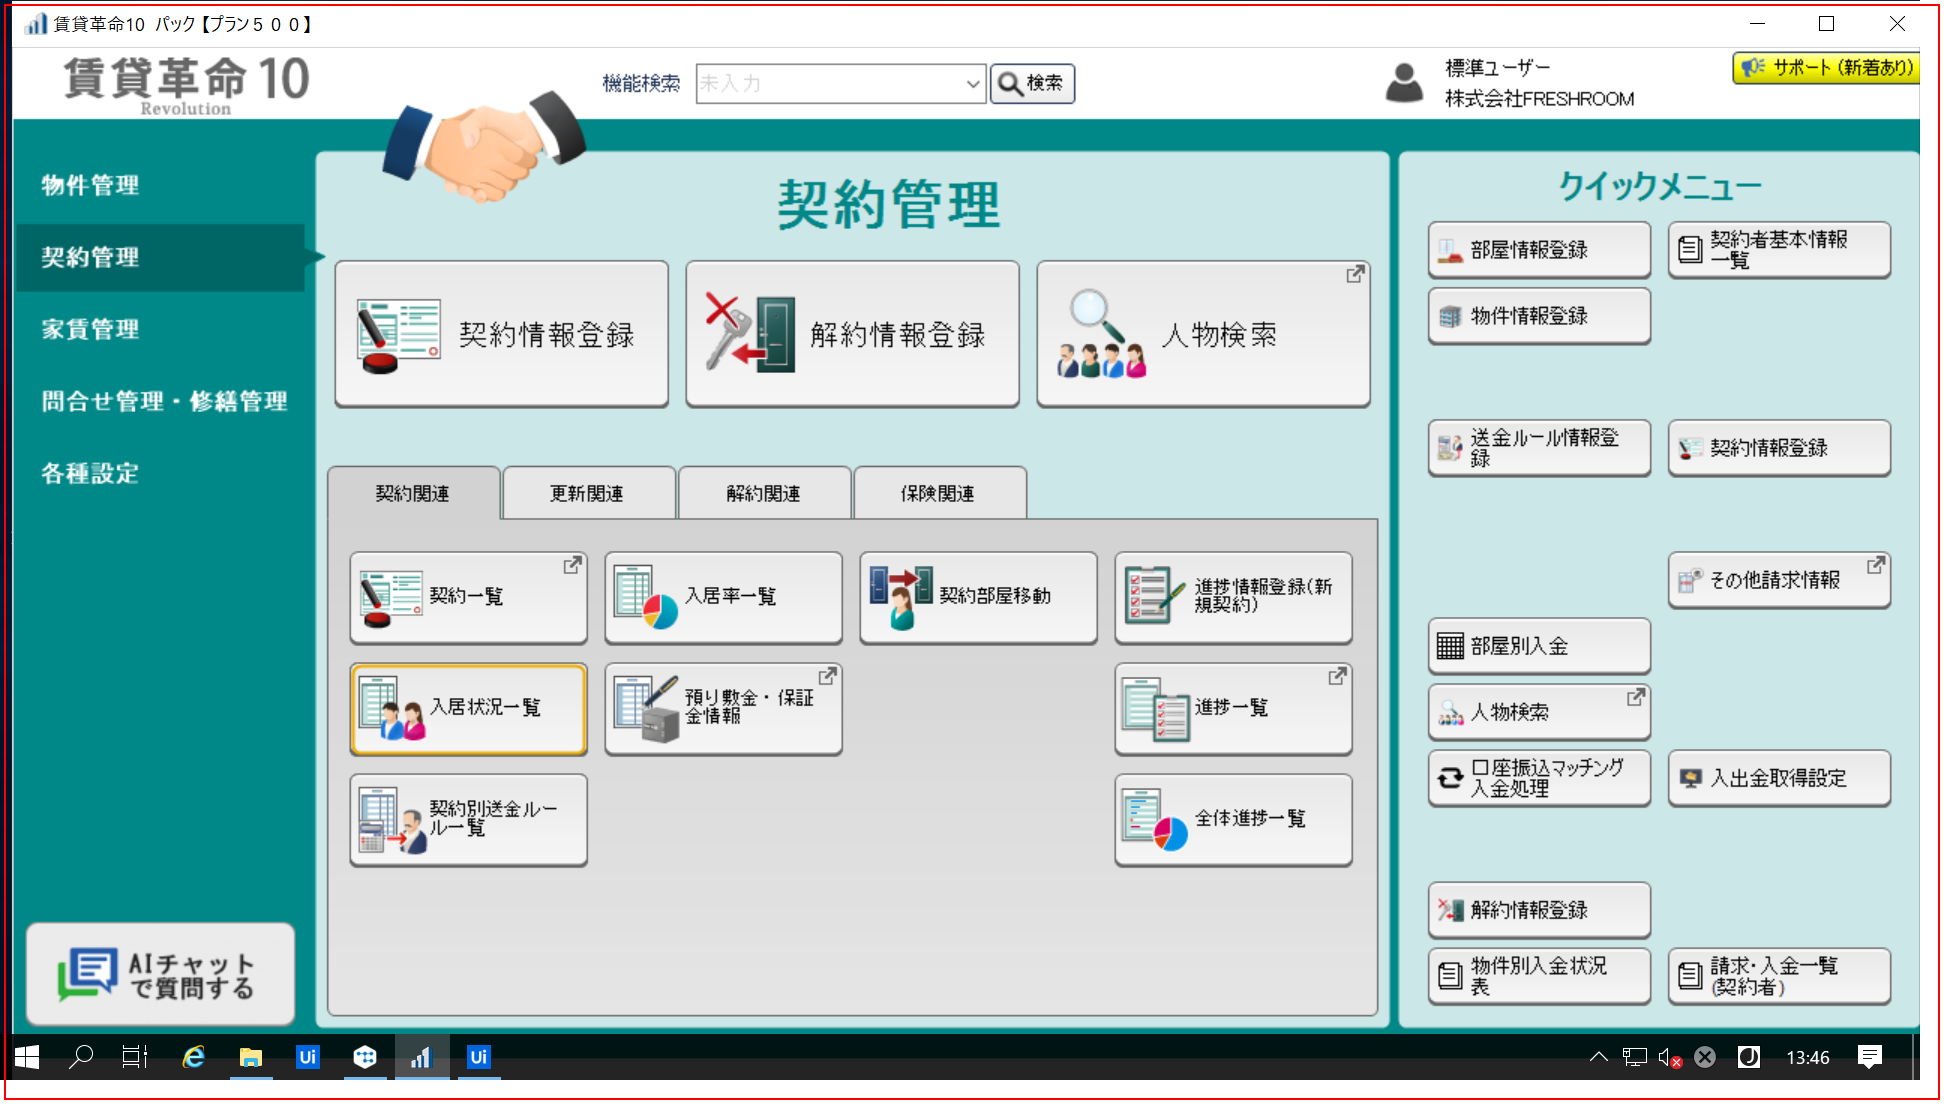 賃貸革命10 パック【プラン５００】
賃貸革命 10
Revolution
機能検索
未入力
検索
標準ユーザー
株式会社FRESHROOM
サポート（新着あり）
物件管理
契約管理
家賃管理
問合せ管理・修繕管理
各種設定
AIチャット
で質問する
契約管理
契約情報登録
解約情報登録
人物検索
契約関連
更新関連
解約関連
保険関連
契約一覧
入居率一覧
契約部屋移動
進捗情報登録(新
規契約)
入居状況一覧
預り敷金・保証
金情報
進捗一覧
契約別送金ルー
ル一覧
全体進捗一覧
クイックメニュー
部屋情報登録
契約者基本情報
一覧
物件情報登録
送金ルール情報登
録
契約情報登録
その他請求情報
部屋別入金
人物検索
口座振込マッチング
入金処理
入出金取得設定
解約情報登録
物件別入金状況
表
請求・入金一覧
(契約者)
Ui
Ui
13:46